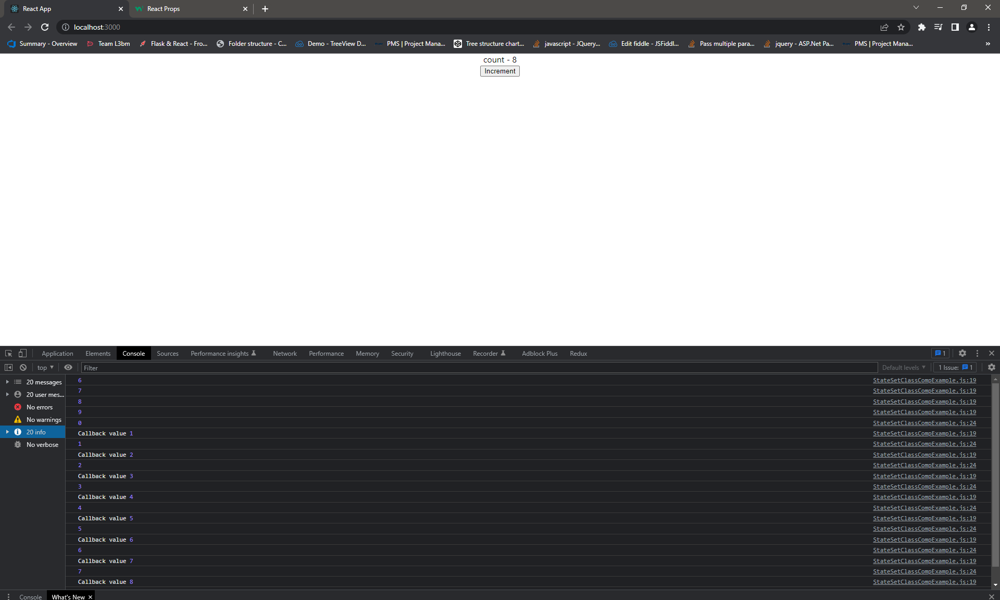 React App
React Props
localhost:3000
Summary - Overview Team L3bm Flask & React - Fro... Folder structure - C... Demo - TreeView D... PMS | Project Mana... Tree structure chart... javascript - JQuery... Edit fiddle - JSFiddl... Pass multiple para... jquery - ASP.Net Pa... PMS | Project Mana... »
count - 8
Increment
Application Elements Console Sources Performance insights Network Performance Memory Security Lighthouse Recorder Adblock Plus Redux 1
top Filter Default levels 1 Issue: 1
20 messages
20 user mes...
No errors
No warnings
20 info
No verbose
6 StateSetClassCompExample.js:19
7 StateSetClassCompExample.js:19
8 StateSetClassCompExample.js:19
9 StateSetClassCompExample.js:19
0 StateSetClassCompExample.js:24
Callback value 1 StateSetClassCompExample.js:19
1 StateSetClassCompExample.js:24
Callback value 2 StateSetClassCompExample.js:19
2 StateSetClassCompExample.js:24
Callback value 3 StateSetClassCompExample.js:19
3 StateSetClassCompExample.js:24
Callback value 4 StateSetClassCompExample.js:19
4 StateSetClassCompExample.js:24
Callback value 5 StateSetClassCompExample.js:19
5 StateSetClassCompExample.js:24
Callback value 6 StateSetClassCompExample.js:19
6 StateSetClassCompExample.js:24
Callback value 7 StateSetClassCompExample.js:19
7 StateSetClassCompExample.js:24
Callback value 8 StateSetClassCompExample.js:19
Console What's New